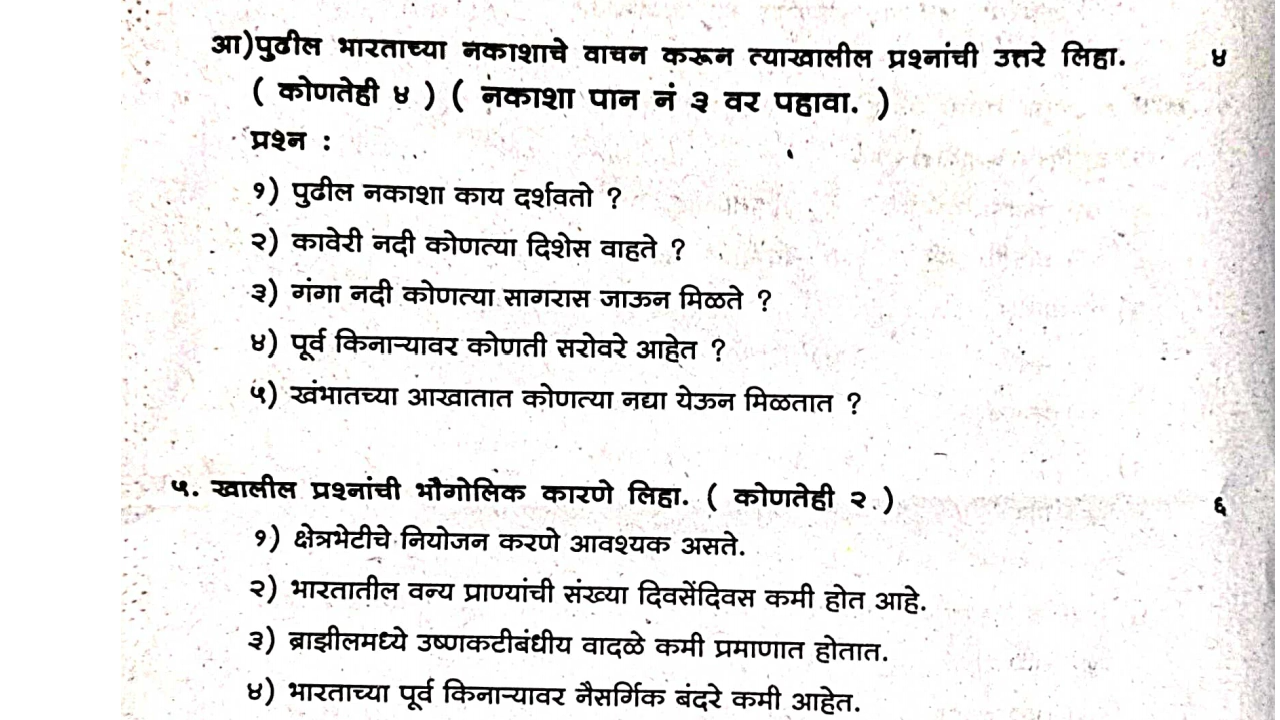 आ)पुढील भारताच्या नकाशाचे वाचन करून त्याखालील प्रश्नांची उत्तरे लिहा. ४
( कोणतेही ४ ) ( नकाशा पान नं ३ वर पहावा. )
प्रश्न :
१) पुढील नकाशा काय दर्शवतो ?
२) कावेरी नदी कोणत्या दिशेस वाहते ?
३) गंगा नदी कोणत्या सागरास जाऊन मिळते ?
४) पूर्व किनाऱ्यावर कोणती सरोवरे आहेत ?
५) खंभातच्या आखातात कोणत्या नद्या येऊन मिळतात ?
५. खालील प्रश्नांची भौगोलिक कारणे लिहा. ( कोणतेही २ ) ६
१) क्षेत्रभेटीचे नियोजन करणे आवश्यक असते.
२) भारतातील वन्य प्राण्यांची संख्या दिवसेंदिवस कमी होत आहे.
३) ब्राझीलमध्ये उष्णकटीबंधीय वादळे कमी प्रमाणात होतात.
४) भारताच्या पूर्व किनाऱ्यावर नैसर्गिक बंदरे कमी आहेत.